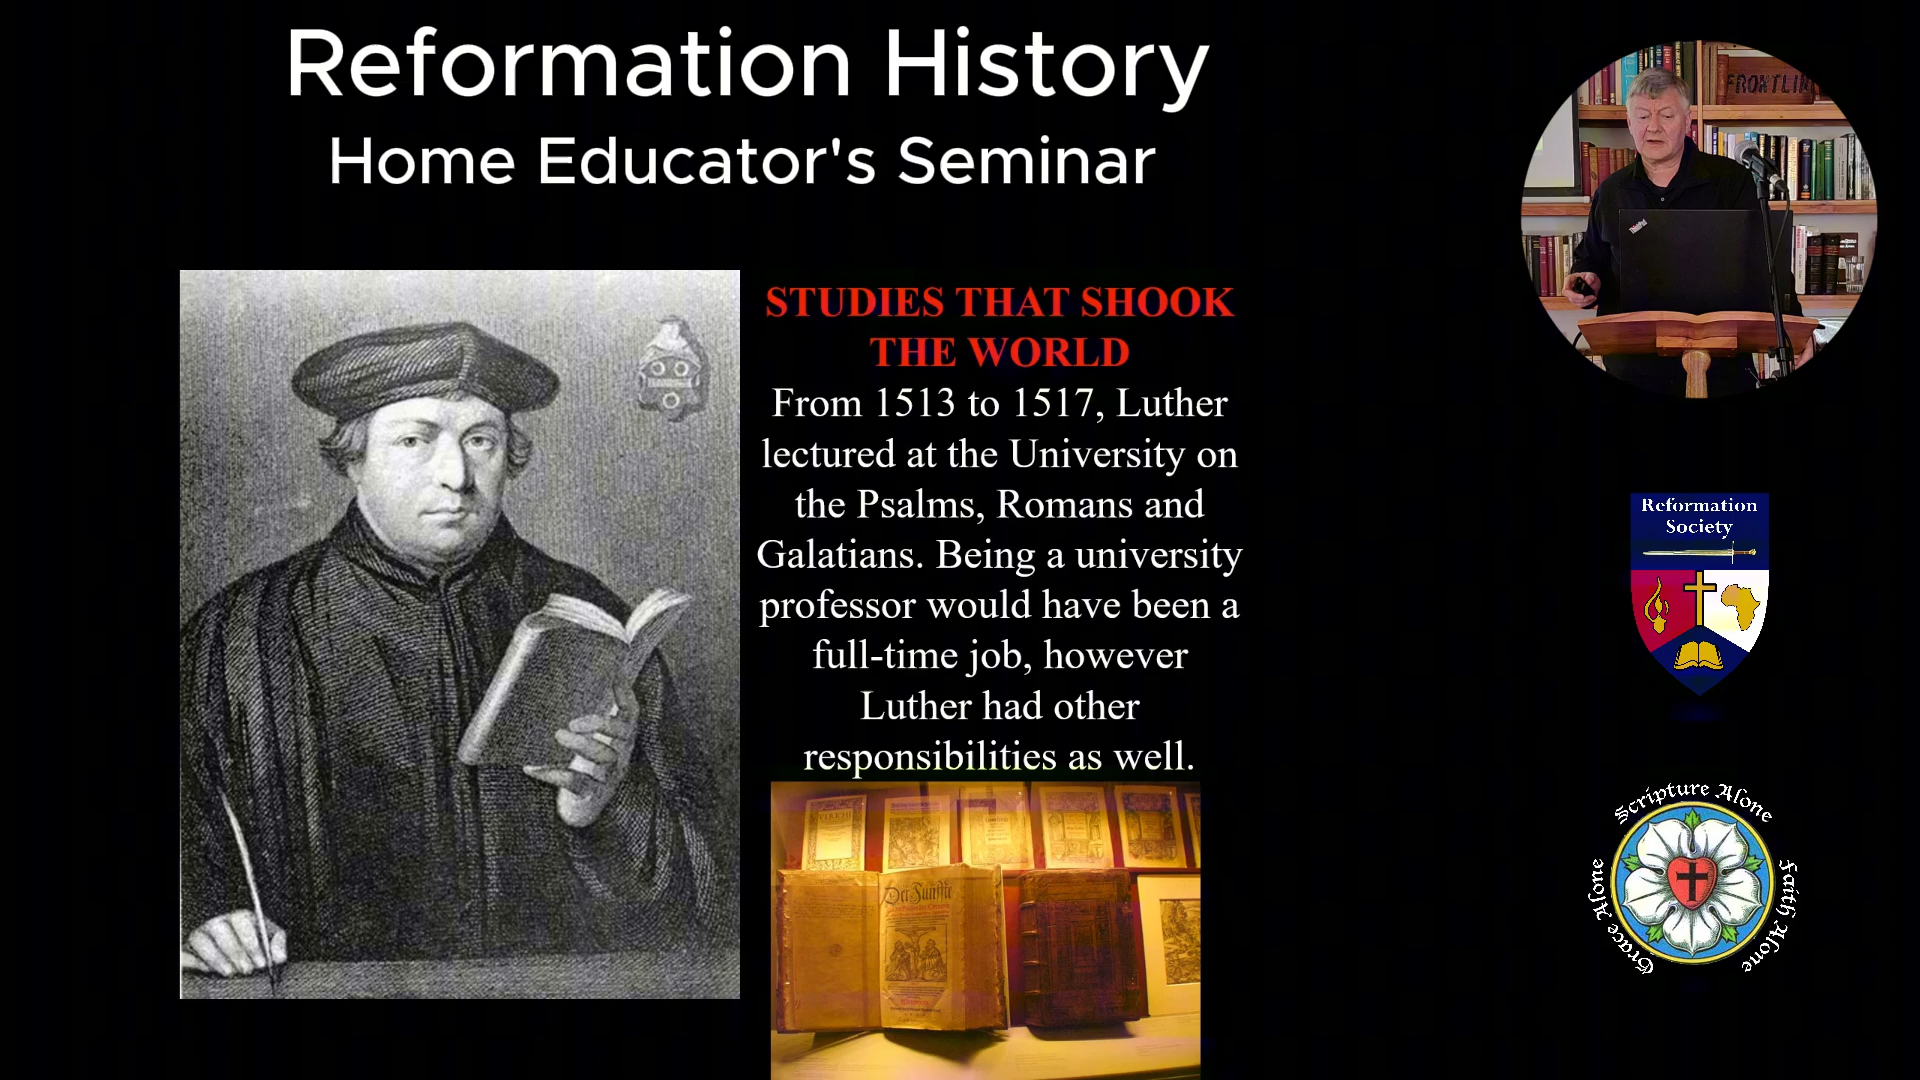 Reformation History
Home Educator's Seminar
STUDIES THAT SHOOK
THE WORLD
From 1513 to 1517, Luther
lectured at the University on
the Psalms, Romans and
Galatians. Being a university
professor would have been a
full-time job, however
Luther had other
responsibilities as well.
FRONTLIN
ThinkPad
Reformation
Society
Scripture Alone
Faith Alone
Grace Alone